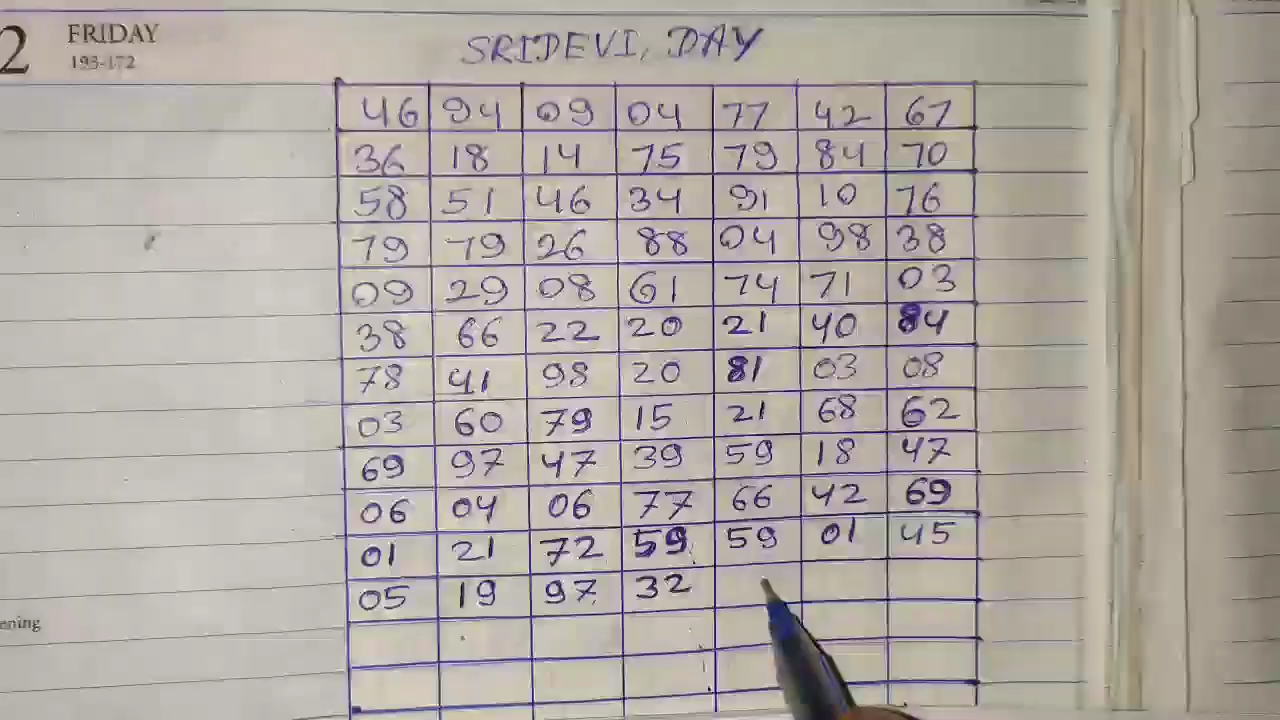 2 FRIDAY
193-172
SRIDEVI, DAY
46 94 09 04 77 42 67
36 18 14 75 79 84 70
58 51 46 34 91 10 76
79 79 26 88 04 98 38
09 29 08 61 74 71 03
38 66 22 20 21 40 84
78 41 98 20 81 03 08
03 60 79 15 21 68 62
69 97 47 39 59 18 47
06 04 06 77 66 42 69
01 21 72 59 59 01 45
05 19 97 32
ening